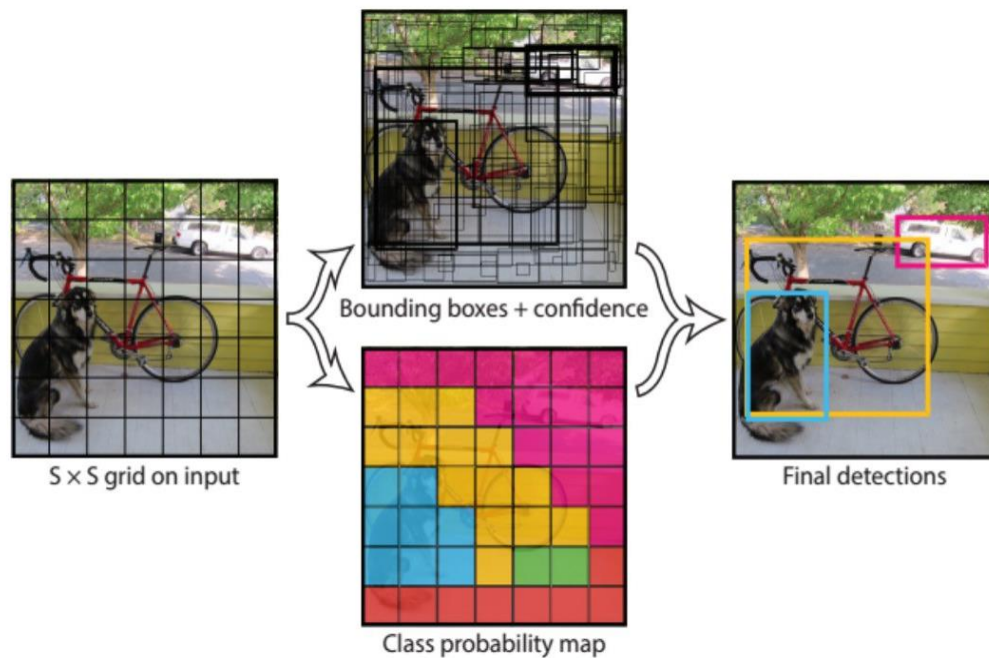 S × S grid on input
Bounding boxes + confidence
Class probability map
Final detections